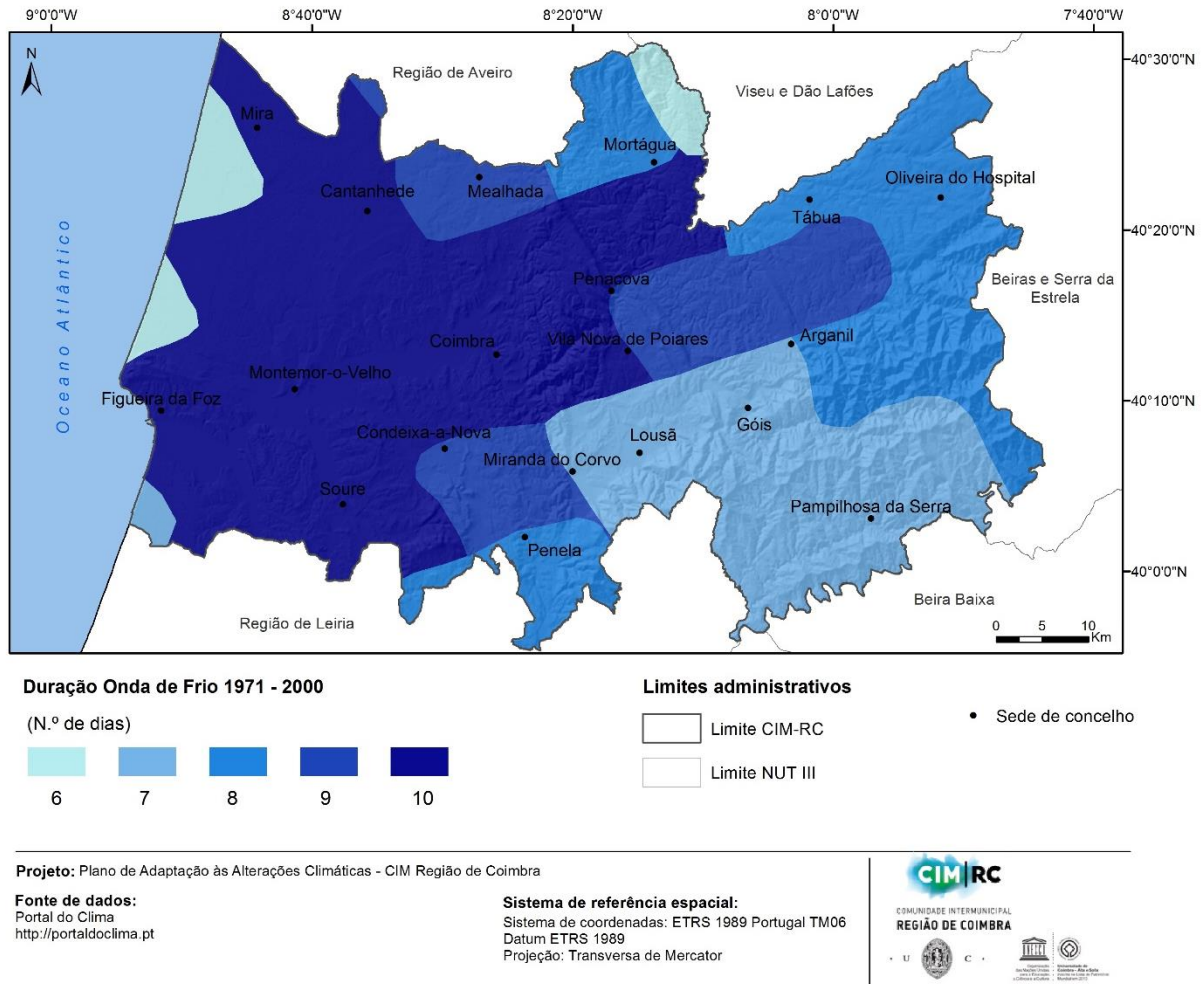 9°0'0"W
8°40'0"W
8°20'0"W
8°0'0"W
7°40'0"W
N
Região de Aveiro
40°30'0"N
Viseu e Dão Lafões
Mira
Mortágua
Cantanhede
Mealhada
Oliveira do Hospital
Tábua
40°20'0"N
Oceano Atlântico
Penacova
Beiras e Serra da
Estrela
Coimbra
Vila Nova de Poiares
Arganil
Montemor-o-Velho
Figueira da Foz
40°10'0"N
Góis
Condeixa-a-Nova
Lousã
Miranda do Corvo
Soure
Pampilhosa da Serra
Penela
40°0'0"N
Região de Leiria
Beira Baixa
0 5 10
Km
Duração Onda de Frio 1971 - 2000
(N.º de dias)
6 7 8 9 10
Limites administrativos
Limite CIM-RC
Limite NUT III
Sede de concelho
Projeto: Plano de Adaptação às Alterações Climáticas - CIM Região de Coimbra
Fonte de dados:
Portal do Clima
http://portaldoclima.pt
Sistema de referência espacial:
Sistema de coordenadas: ETRS 1989 Portugal TM06
Datum ETRS 1989
Projeção: Transversa de Mercator
CIM|RC
COMUNIDADE INTERMUNICIPAL
REGIÃO DE COIMBRA
· U C ·